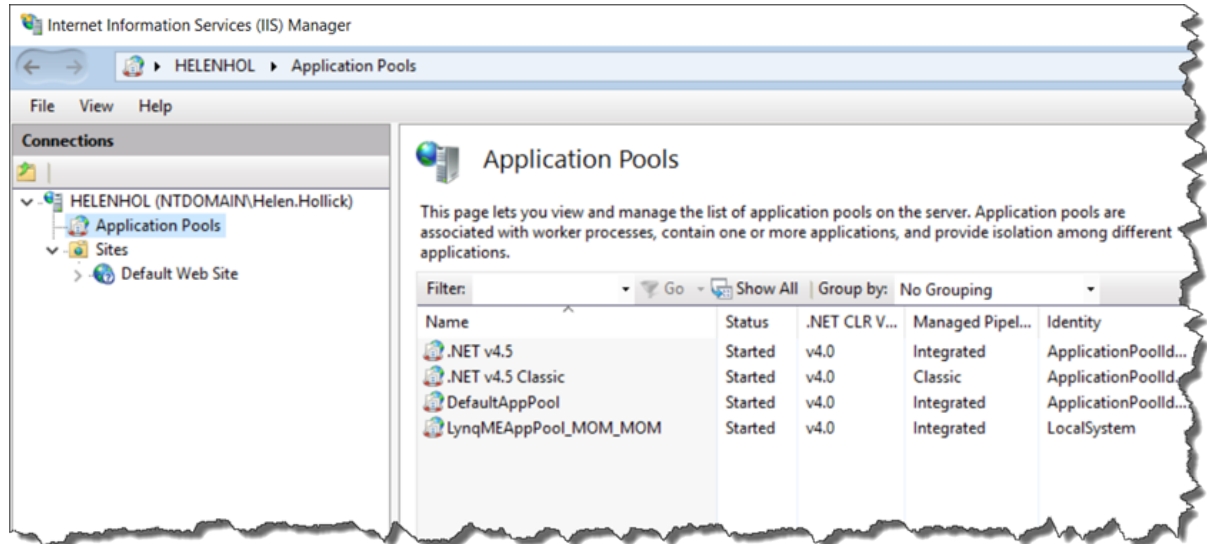 Internet Information Services (IIS) Manager
HELENHOL Application Pools
File View Help
Connections
HELENHOL (NTDOMAIN\Helen.Hollick)
Application Pools
Sites
Default Web Site
Application Pools
This page lets you view and manage the list of application pools on the server. Application pools are
associated with worker processes, contain one or more applications, and provide isolation among different
applications.
Filter: Go Show All Group by: No Grouping
Name Status .NET CLR V... Managed Pipel... Identity
.NET v4.5 Started v4.0 Integrated ApplicationPoolId...
.NET v4.5 Classic Started v4.0 Classic ApplicationPoolId...
DefaultAppPool Started v4.0 Integrated ApplicationPoolId...
LynqMEAppPool_MOM_MOM Started v4.0 Integrated LocalSystem